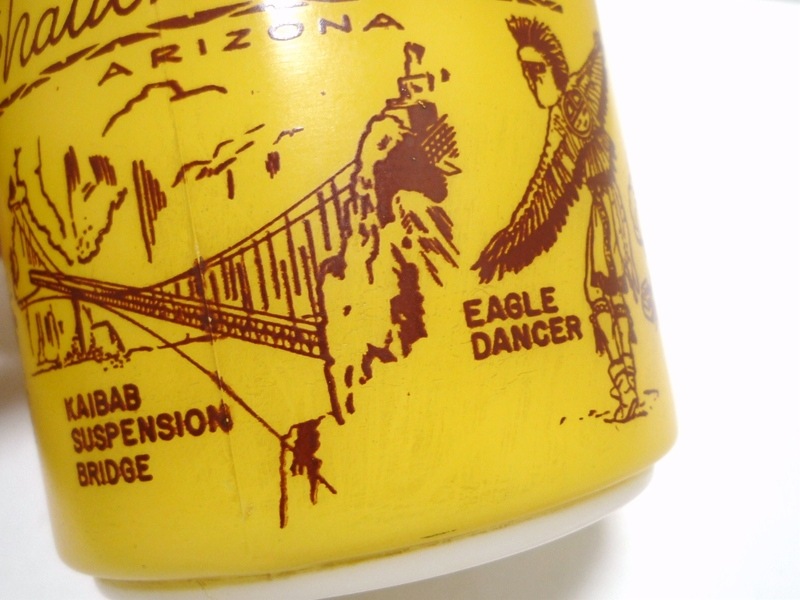 ARIZONA
KAIBAB
SUSPENSION
BRIDGE
EAGLE
DANCER